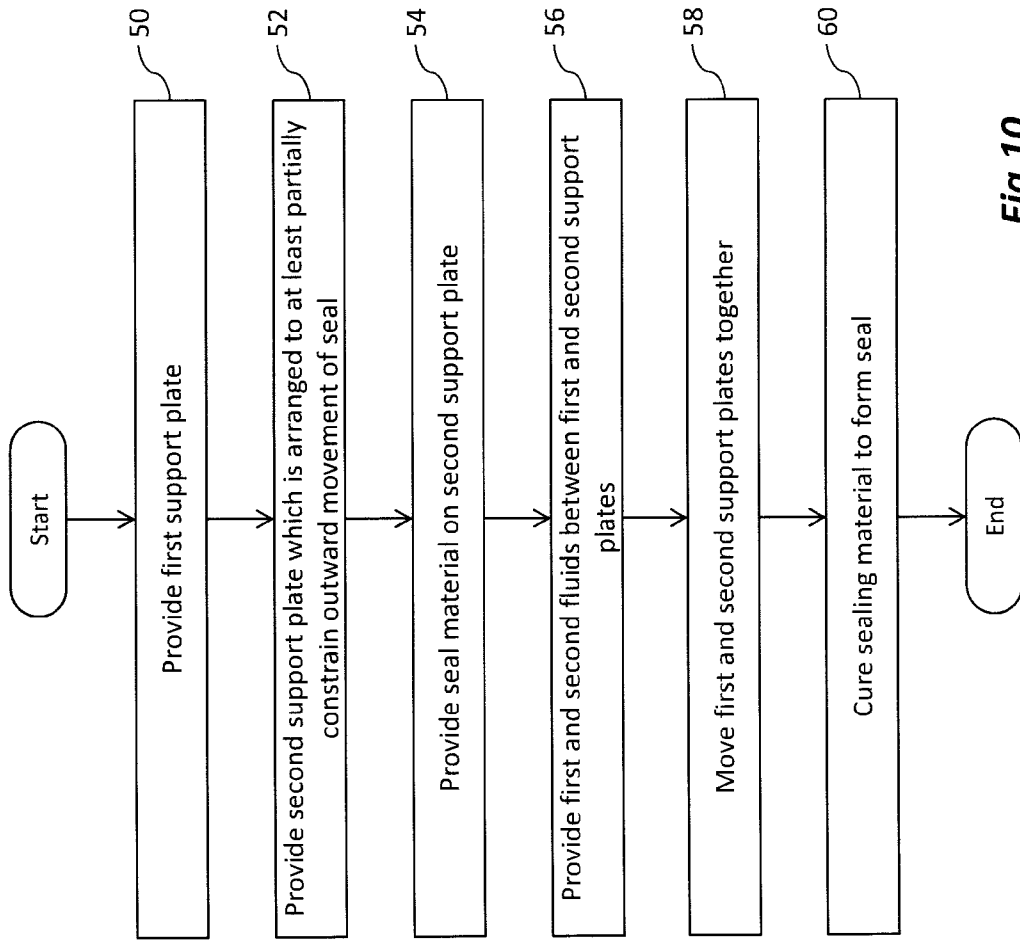 Start
Provide first support plate
50
Provide second support plate which is arranged to at least partially
constrain outward movement of seal
52
Provide seal material on second support plate
54
Provide first and second fluids between first and second support
plates
56
Move first and second support plates together
58
Cure sealing material to form seal
60
End
Fig 10